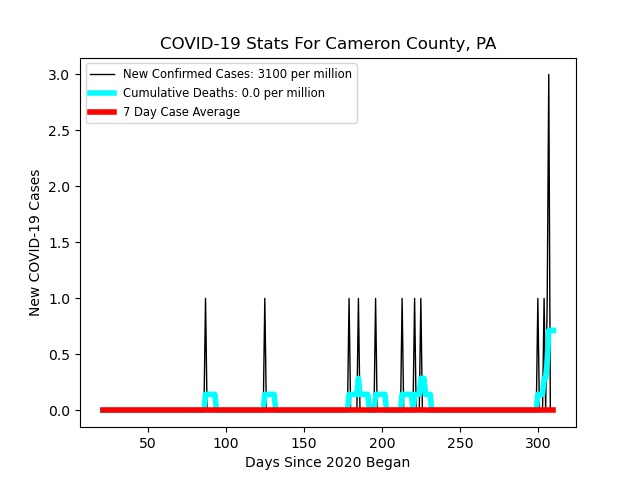 COVID-19 Stats For Cameron County, PA
New Confirmed Cases: 3100 per million
Cumulative Deaths: 0.0 per million
7 Day Case Average
New COVID-19 Cases
3.0
2.5
2.0
1.5
1.0
0.5
0.0
50 100 150 200 250 300
Days Since 2020 Began